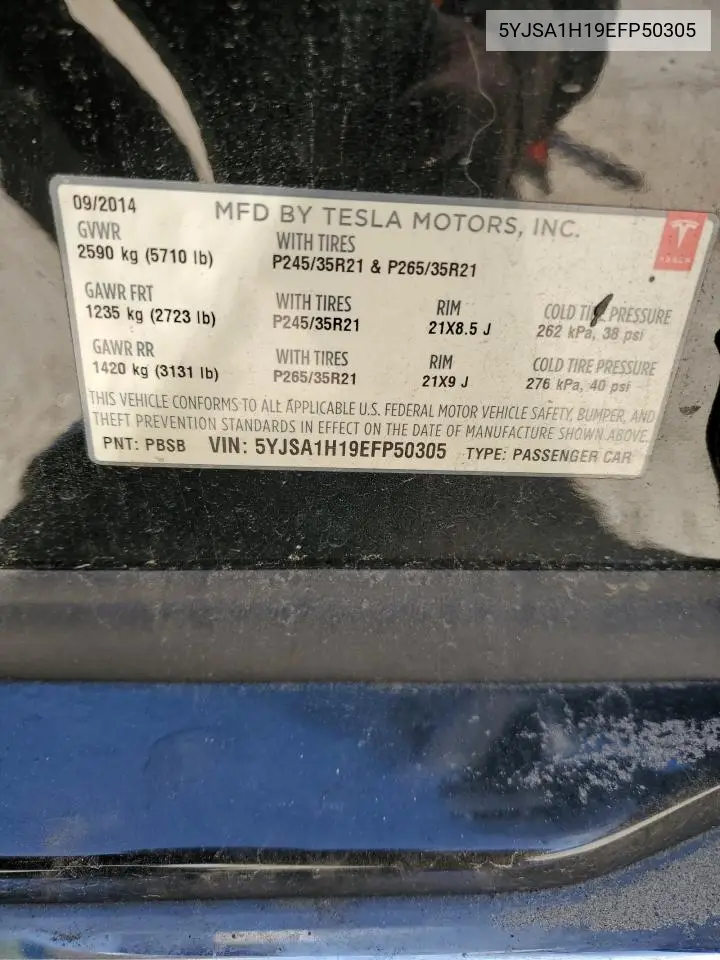 5YJSA1H19EFP50305
09/2014
MFD BY TESLA MOTORS, INC.
GVWR
2590 kg (5710 lb)
WITH TIRES
P245/35R21 & P265/35R21
TESLA
GAWR FRT
1235 kg (2723 lb)
WITH TIRES
P245/35R21
RIM
21X8.5 J
COLD TIRE PRESSURE
262 kPa, 38 psi
GAWR RR
1420 kg (3131 lb)
WITH TIRES
P265/35R21
RIM
21X9 J
COLD TIRE PRESSURE
276 kPa, 40 psi
THIS VEHICLE CONFORMS TO ALL APPLICABLE U.S. FEDERAL MOTOR VEHICLE SAFETY, BUMPER, AND
THEFT PREVENTION STANDARDS IN EFFECT ON THE DATE OF MANUFACTURE SHOWN ABOVE.
PNT: PBSB VIN: 5YJSA1H19EFP50305 TYPE: PASSENGER CAR